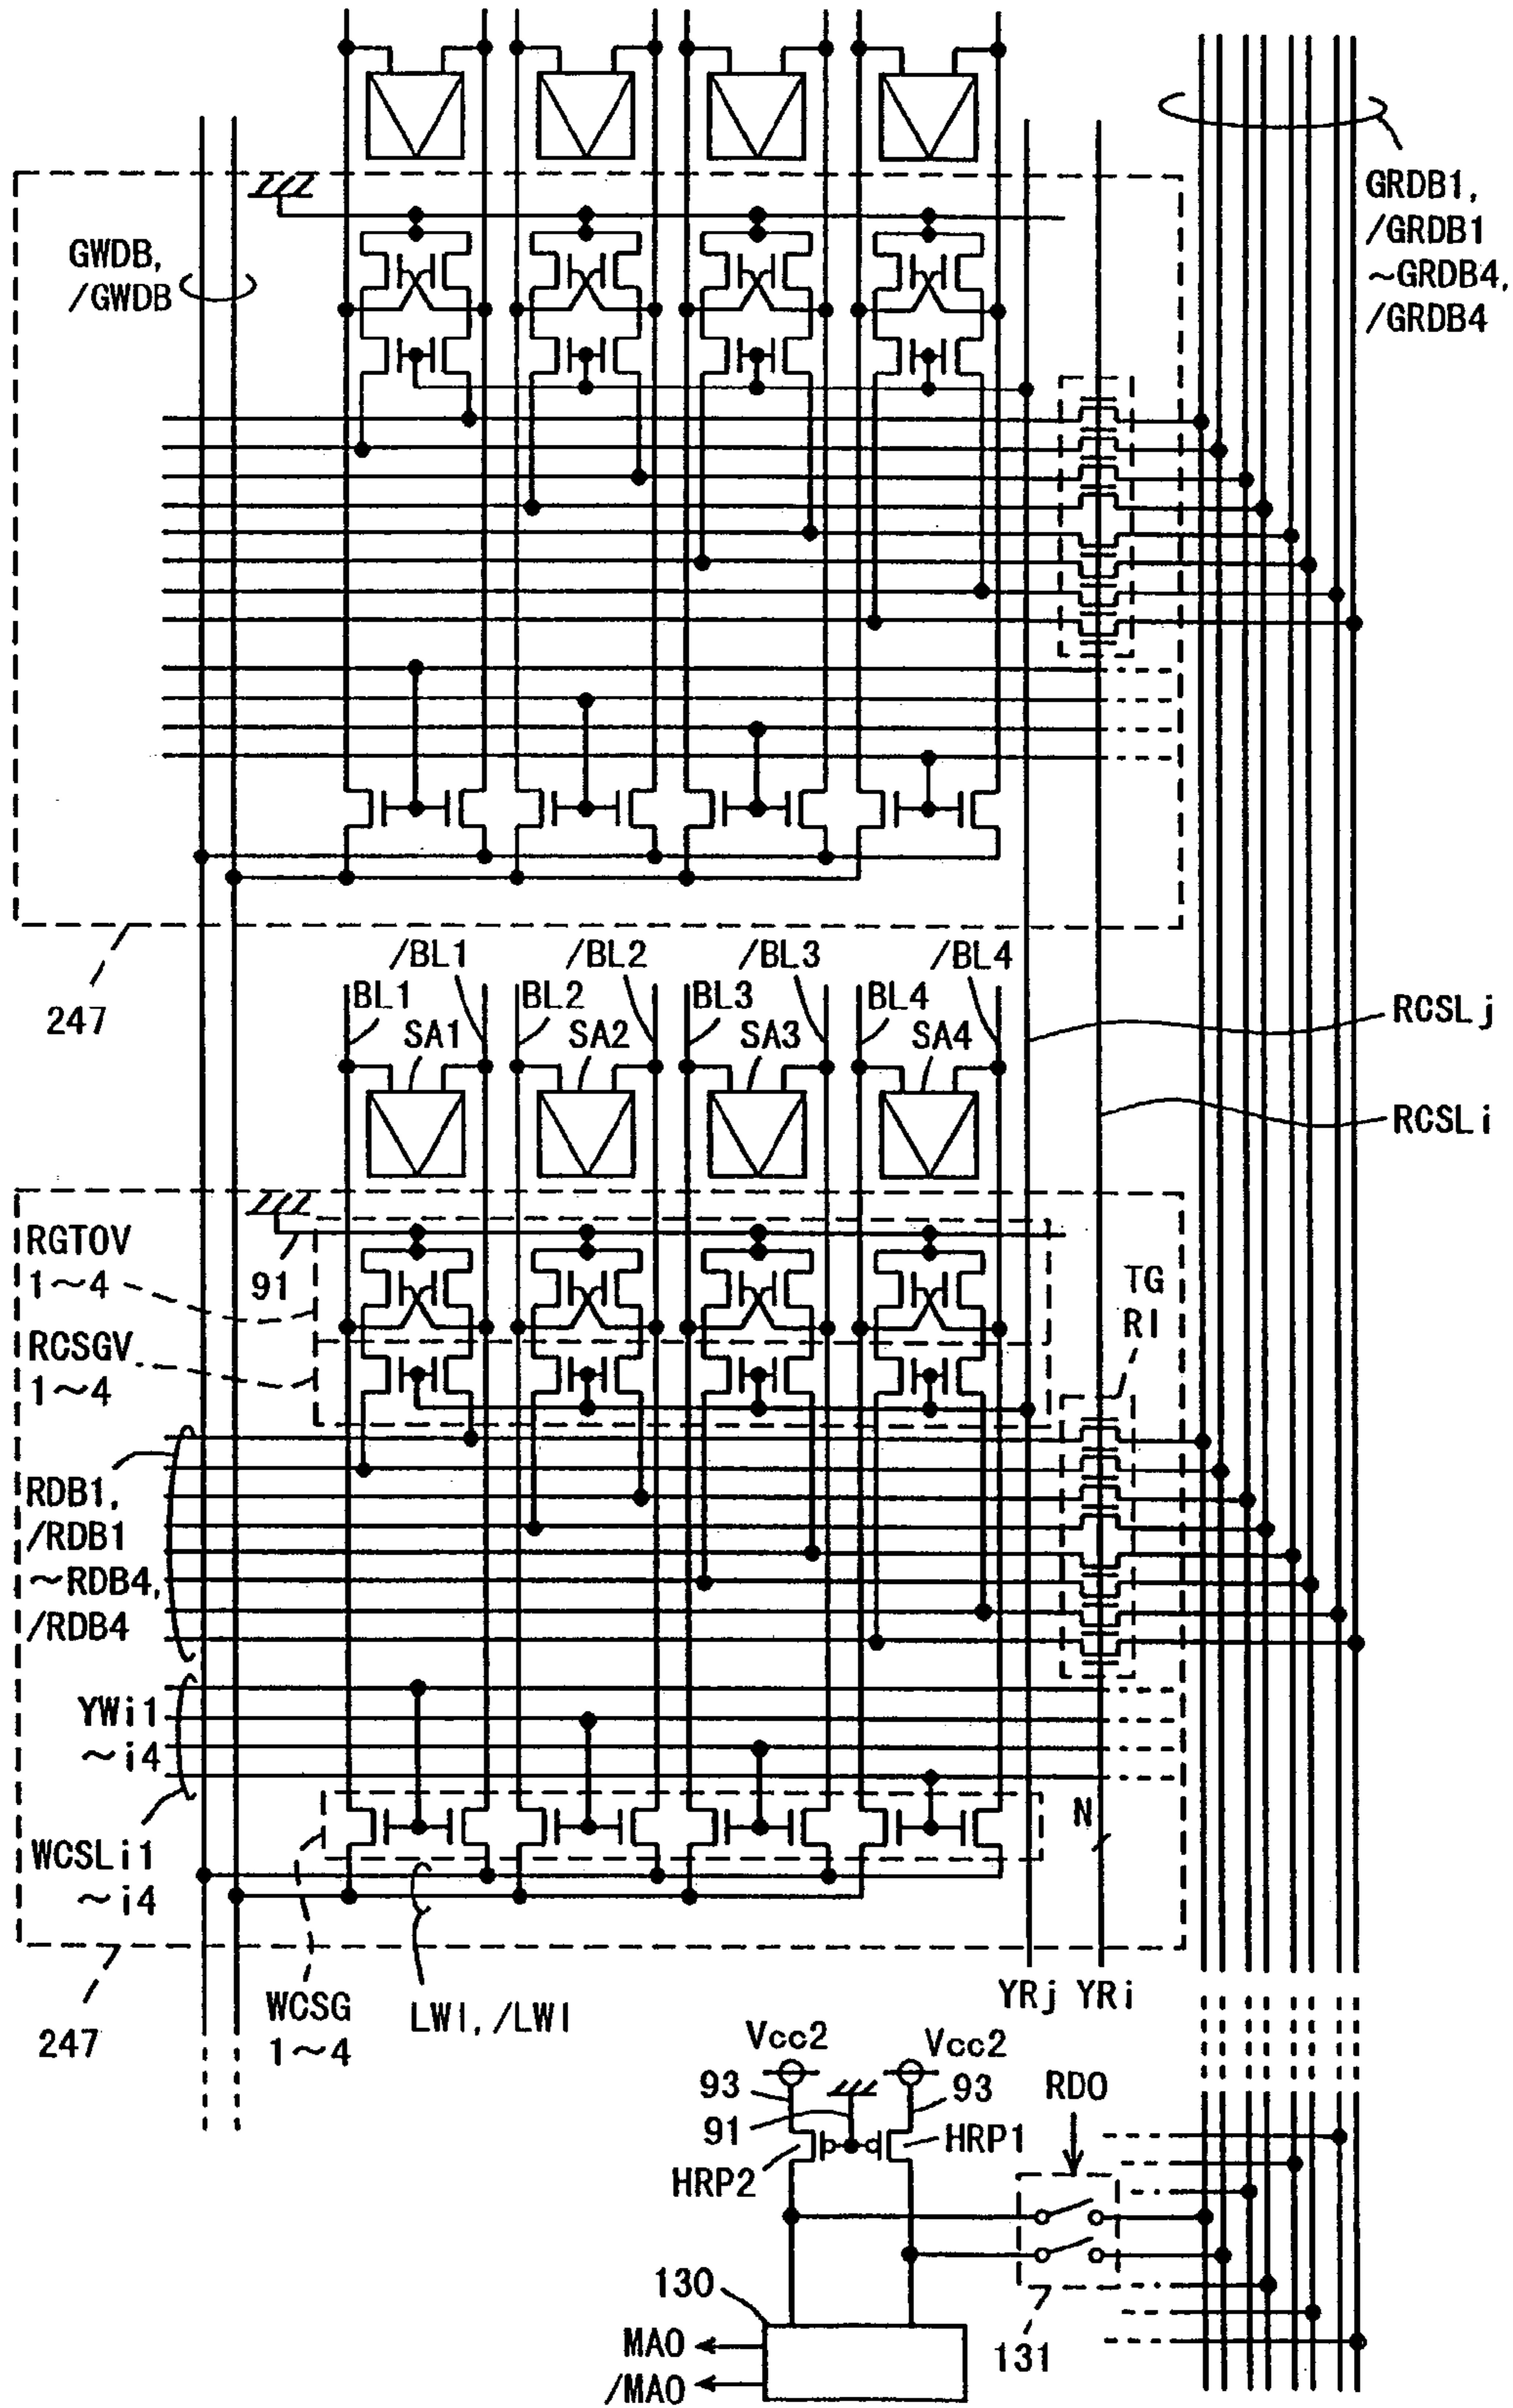 GWDB,
/GWDB
GRDB1,
/GRDB1
~GRDB4,
/GRDB4
247
/BL1
/BL2
/BL3
/BL4
BL1
BL2
BL3
BL4
SA1
SA2
SA3
SA4
RCSLj
RCSLi
RGTOV
1~4
91
TG
RI
RCSGV
1~4
RDB1,
/RDB1
~RDB4,
/RDB4
YWi1
~i4
N
WCSLi1
~i4
247
WCSG
1~4
LWI, /LWI
YRj
YRi
Vcc2
Vcc2
93
93
RDO
91
HRP1
HRP2
130
131
MAO
/MAO